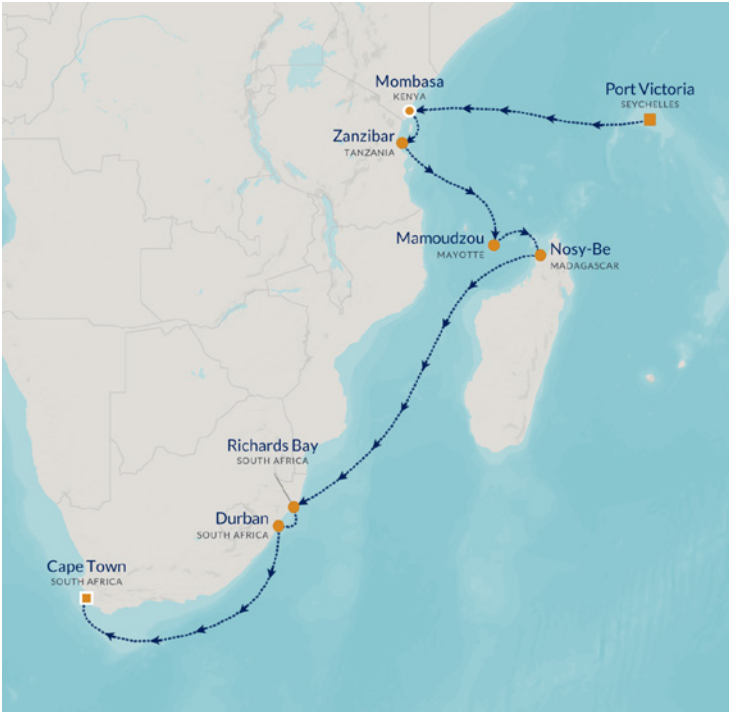 Mombasa
KENYA
Port Victoria
SEYCHELLES
Zanzibar
TANZANIA
Mamoudzou
MAYOTTE
Nosy-Be
MADAGASCAR
Richards Bay
SOUTH AFRICA
Durban
SOUTH AFRICA
Cape Town
SOUTH AFRICA